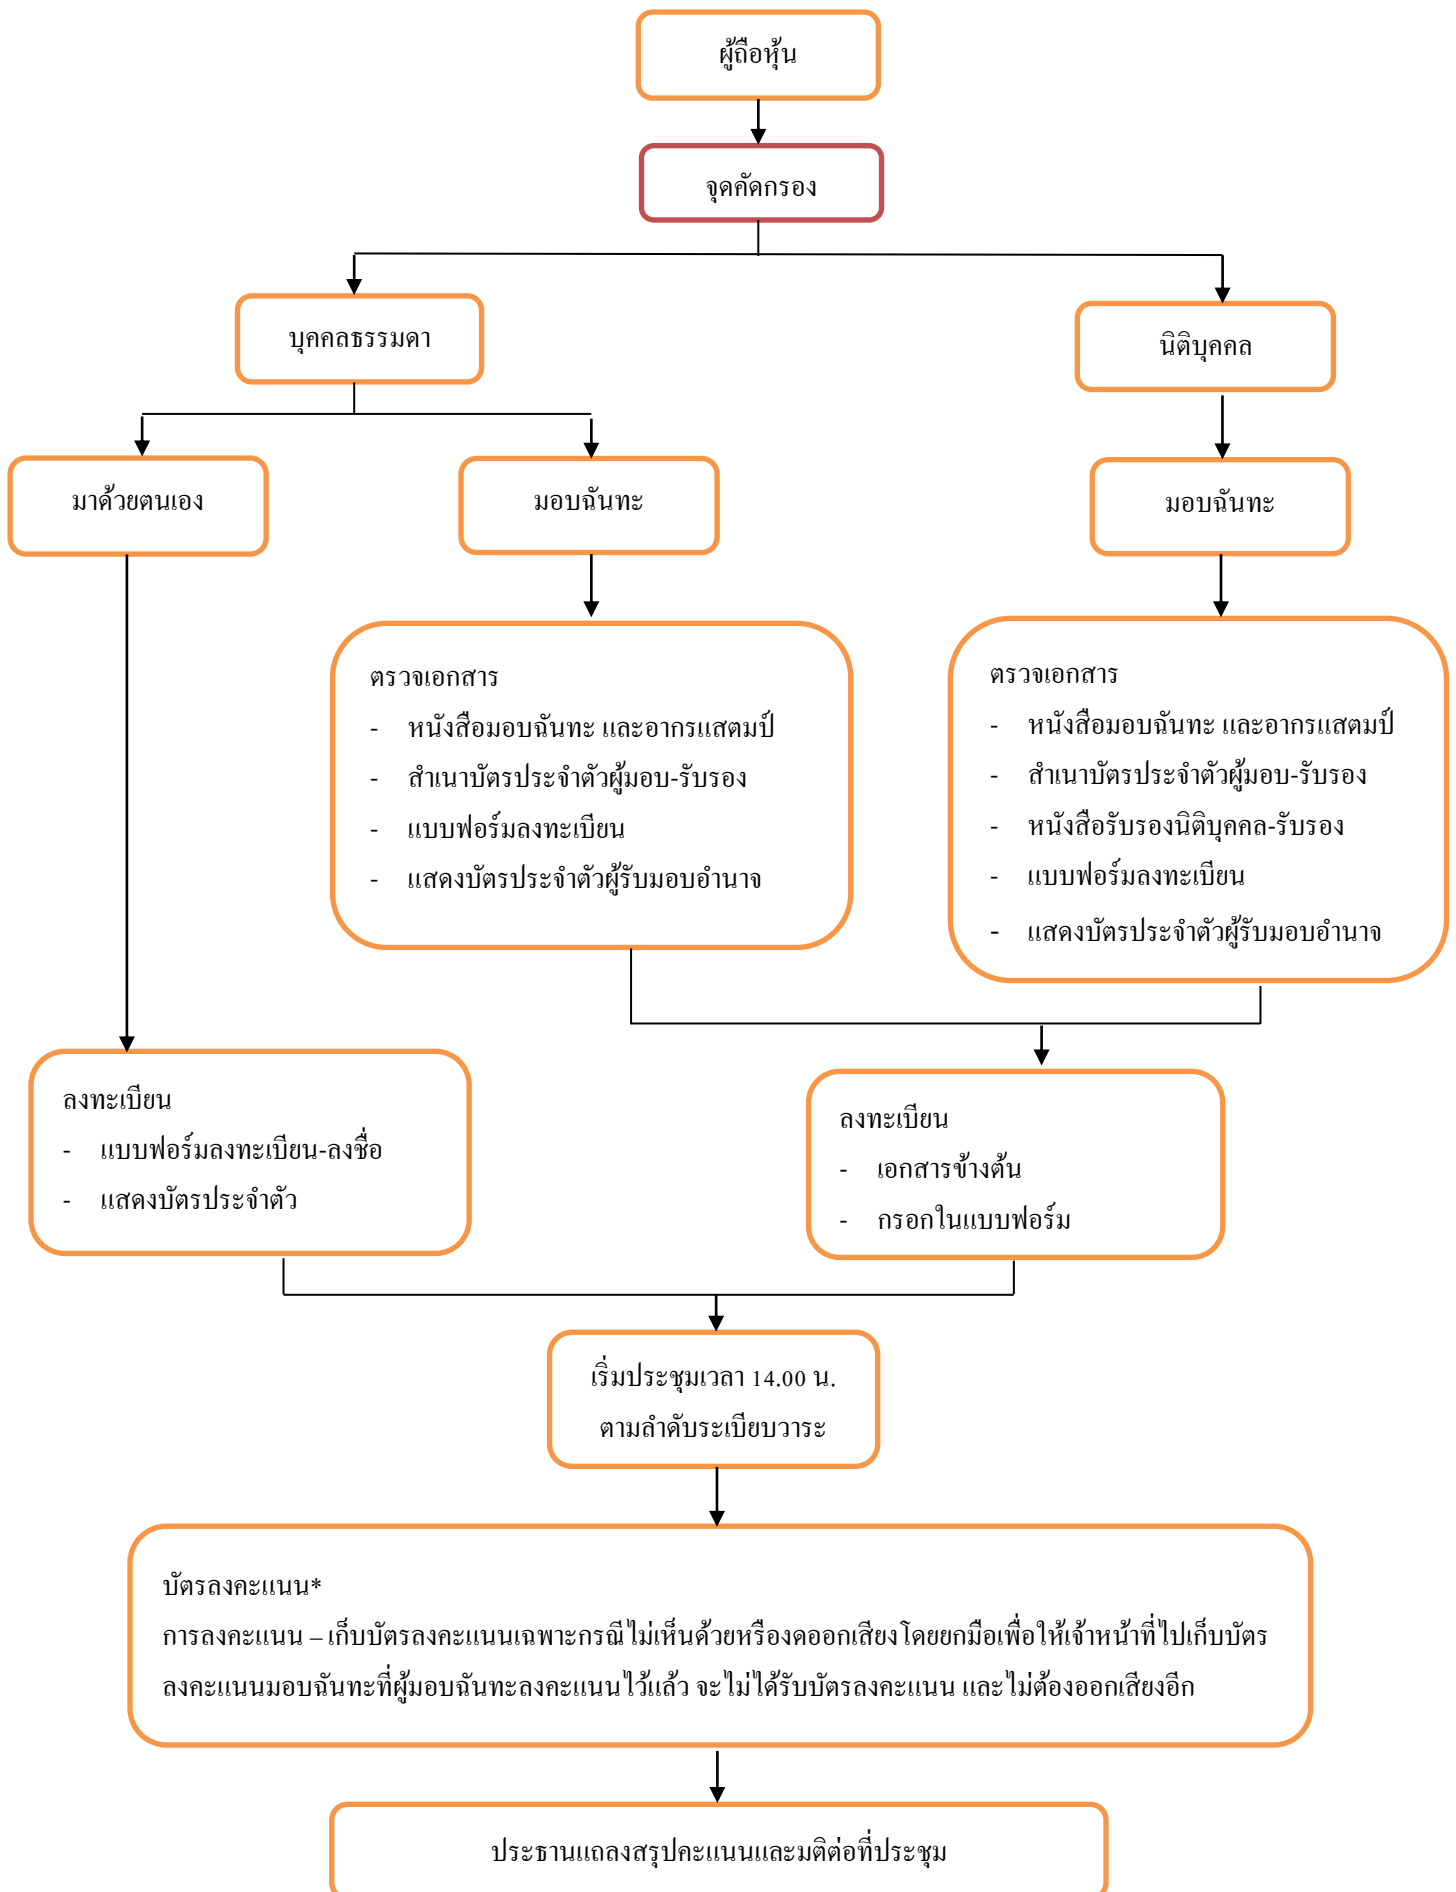 ผู้ถือหุ้น
จุดคัดกรอง
บุคคลธรรมดา
นิติบุคคล
มาด้วยตนเอง
มอบฉันทะ
มอบฉันทะ
ตรวจเอกสาร
- หนังสือมอบฉันทะ และอากรแสตมป์
- สำเนาบัตรประจำตัวผู้มอบ-รับรอง
- แบบฟอร์มลงทะเบียน
- แสดงบัตรประจำตัวผู้รับมอบอำนาจ
ตรวจเอกสาร
- หนังสือมอบฉันทะ และอากรแสตมป์
- สำเนาบัตรประจำตัวผู้มอบ-รับรอง
- หนังสือรับรองนิติบุคคล-รับรอง
- แบบฟอร์มลงทะเบียน
- แสดงบัตรประจำตัวผู้รับมอบอำนาจ
ลงทะเบียน
- แบบฟอร์มลงทะเบียน-ลงชื่อ
- แสดงบัตรประจำตัว
ลงทะเบียน
- เอกสารข้างต้น
- กรอกในแบบฟอร์ม
เริ่มประชุมเวลา 14.00 น.
ตามลำดับระเบียบวาระ
บัตรลงคะแนน*
การลงคะแนน – เก็บบัตรลงคะแนนเฉพาะกรณีไม่เห็นด้วยหรืองดออกเสียงโดยยกมือเพื่อให้เจ้าหน้าที่ไปเก็บบัตร
ลงคะแนนมอบฉันทะที่ผู้มอบฉันทะลงคะแนนไว้แล้ว จะไม่ได้รับบัตรลงคะแนน และไม่ต้องออกเสียงอีก
ประธานแถลงสรุปคะแนนและมติต่อที่ประชุม